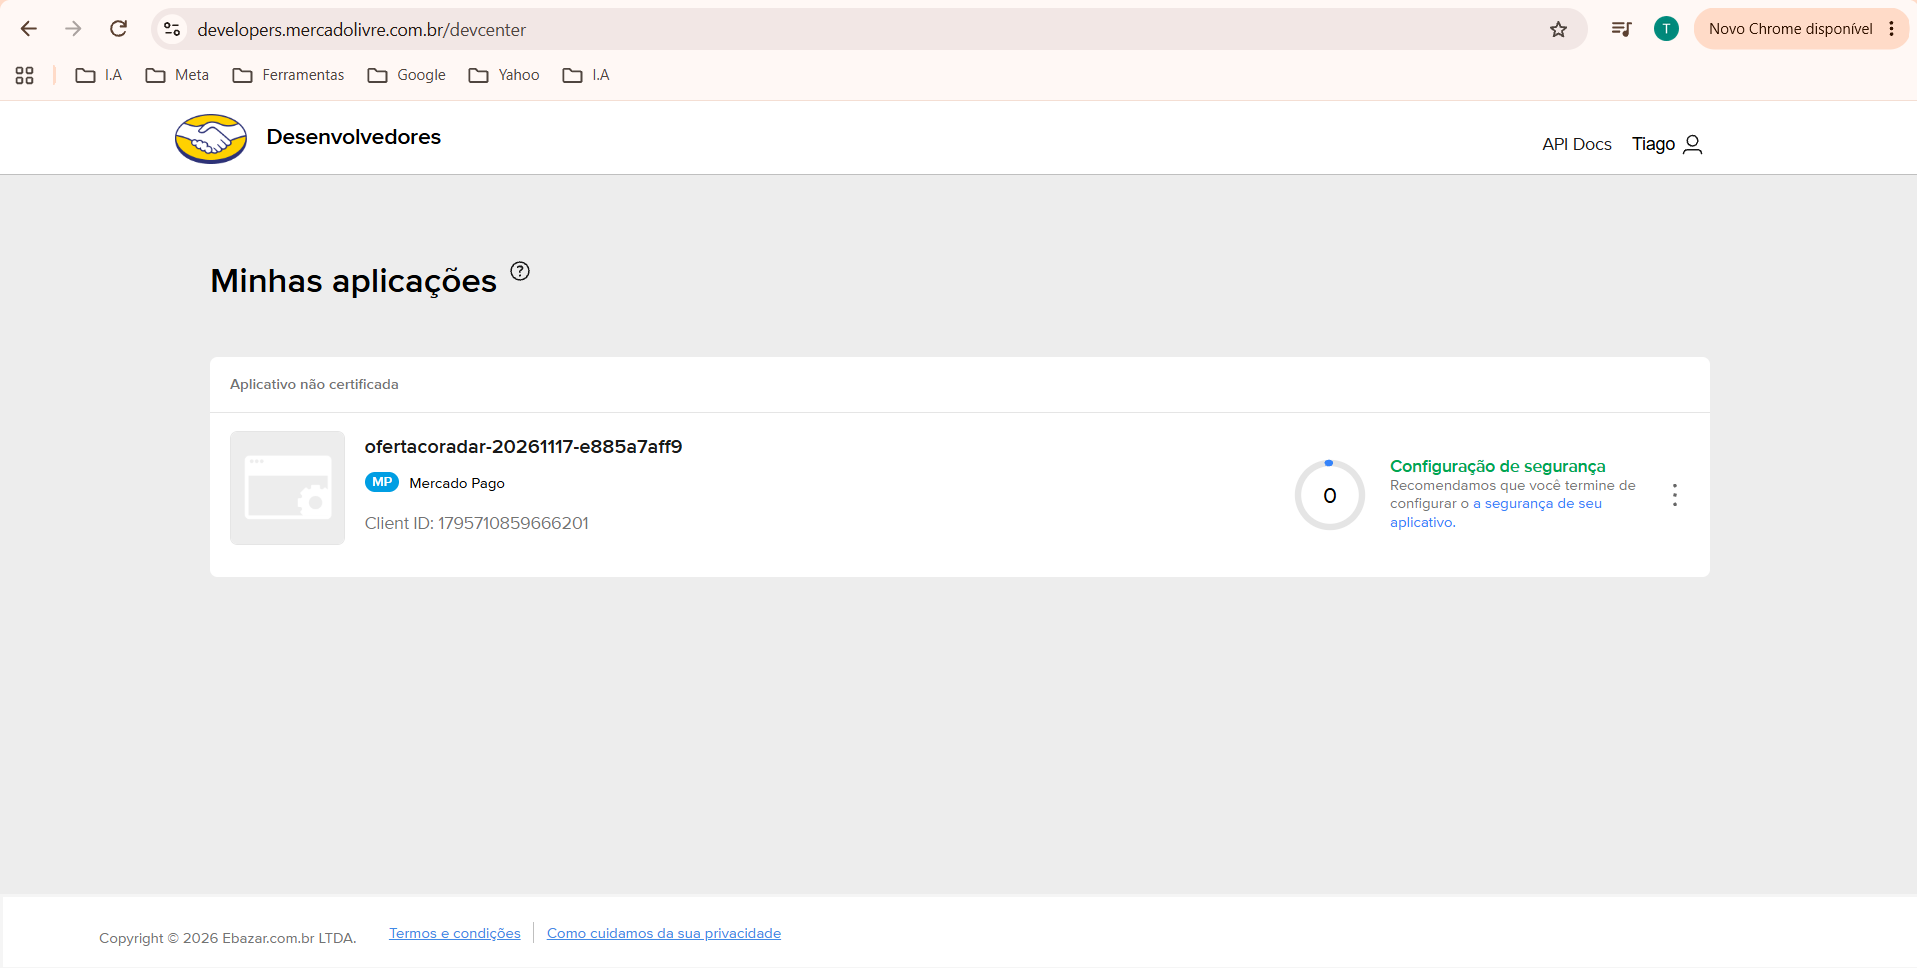 developers.mercadolivre.com.br/devcenter
T
Novo Chrome disponível
I.A
Meta
Ferramentas
Google
Yahoo
I.A
Desenvolvedores
API Docs
Tiago
Minhas aplicações ?
Aplicativo não certificada
ofertacoradar-20261117-e885a7aff9
MP Mercado Pago
Client ID: 1795710859666201
0
Configuração de segurança
Recomendamos que você termine de
configurar o a segurança de seu
aplicativo.
Copyright © 2026 Ebazar.com.br LTDA.
Termos e condições
Como cuidamos da sua privacidade